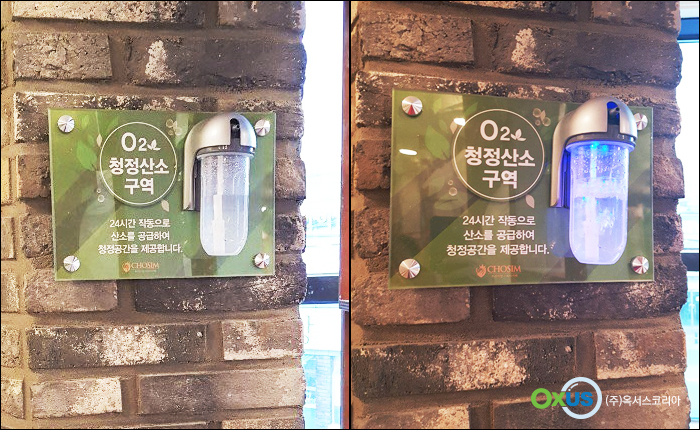 O2
청정산소
구역
24시간 작동으로
산소를 공급하여
청정공간을 제공합니다.
CHOSIM
O2
청정산소
구역
24시간 작동으로
산소를 공급하여
청정공간을 제공합니다.
CHOSIM
OXUS (주)옥서스코리아